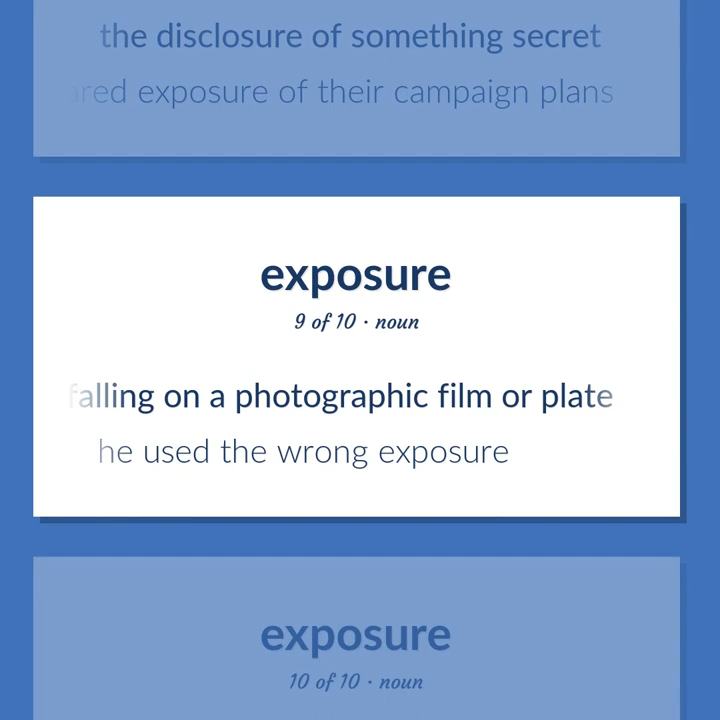 the disclosure of something secret
exposure of their campaign plans
exposure
9 of 10 · noun
falling on a photographic film or plate
he used the wrong exposure
exposure
10 of 10 · noun